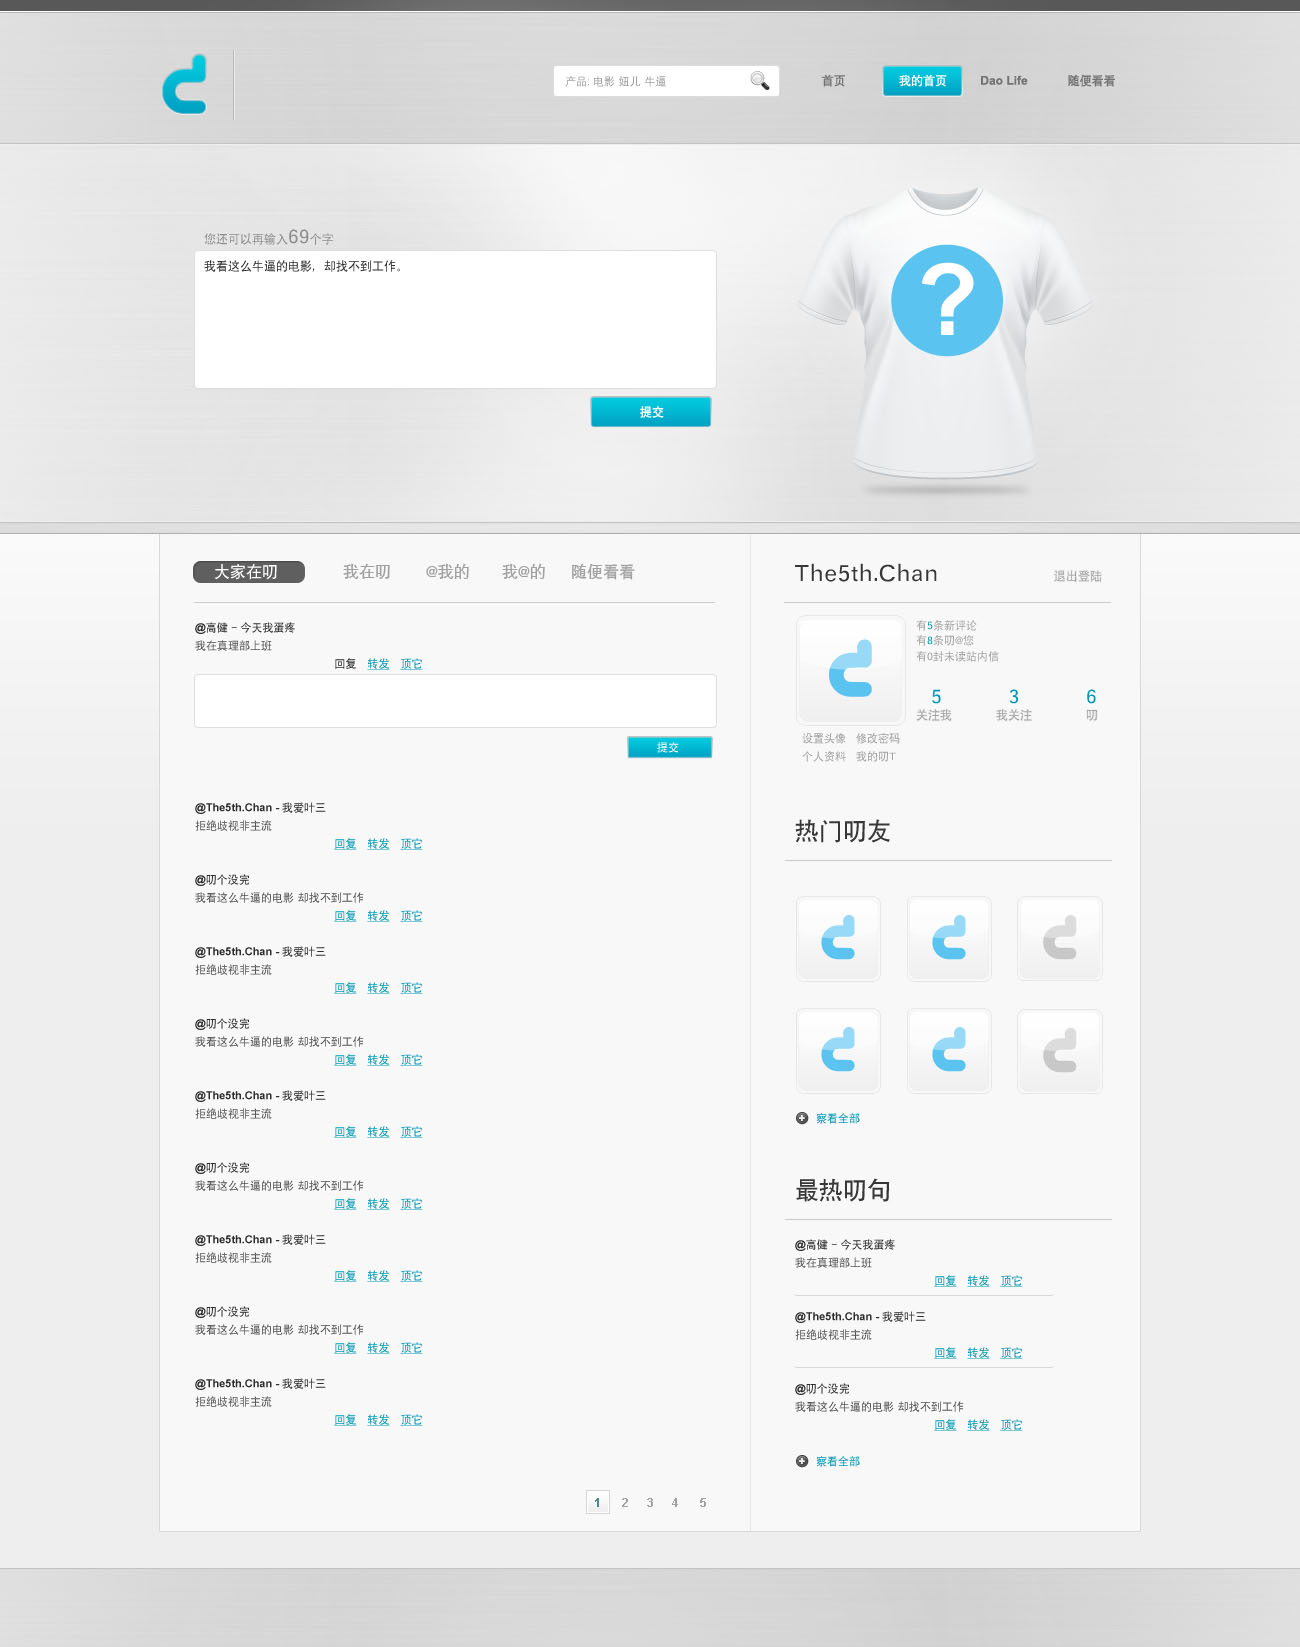 产品: 电影 妞儿 牛逼
首页
我的首页
Dao Life
随便看看
您还可以再输入69个字
我看这么牛逼的电影，却找不到工作。
?
提交
大家在叨
我在叨
@我的
我@的
随便看看
@高健 - 今天我蛋疼
我在真理部上班
回复 转发 顶它
提交
@The5th.Chan - 我爱叶三
拒绝歧视非主流
回复 转发 顶它
@叨个没完
我看这么牛逼的电影 却找不到工作
回复 转发 顶它
@The5th.Chan - 我爱叶三
拒绝歧视非主流
回复 转发 顶它
@叨个没完
我看这么牛逼的电影 却找不到工作
回复 转发 顶它
@The5th.Chan - 我爱叶三
拒绝歧视非主流
回复 转发 顶它
@叨个没完
我看这么牛逼的电影 却找不到工作
回复 转发 顶它
@The5th.Chan - 我爱叶三
拒绝歧视非主流
回复 转发 顶它
@叨个没完
我看这么牛逼的电影 却找不到工作
回复 转发 顶它
@The5th.Chan - 我爱叶三
拒绝歧视非主流
回复 转发 顶它
1 2 3 4 5
The5th.Chan
退出登陆
有5条新评论
有8条叨@您
有0封未读站内信
5 3 6
关注我 我关注 叨
设置头像 修改密码
个人资料 我的叨T
热门叨友
察看全部
最热叨句
@高健 - 今天我蛋疼
我在真理部上班
回复 转发 顶它
@The5th.Chan - 我爱叶三
拒绝歧视非主流
回复 转发 顶它
@叨个没完
我看这么牛逼的电影 却找不到工作
回复 转发 顶它
察看全部